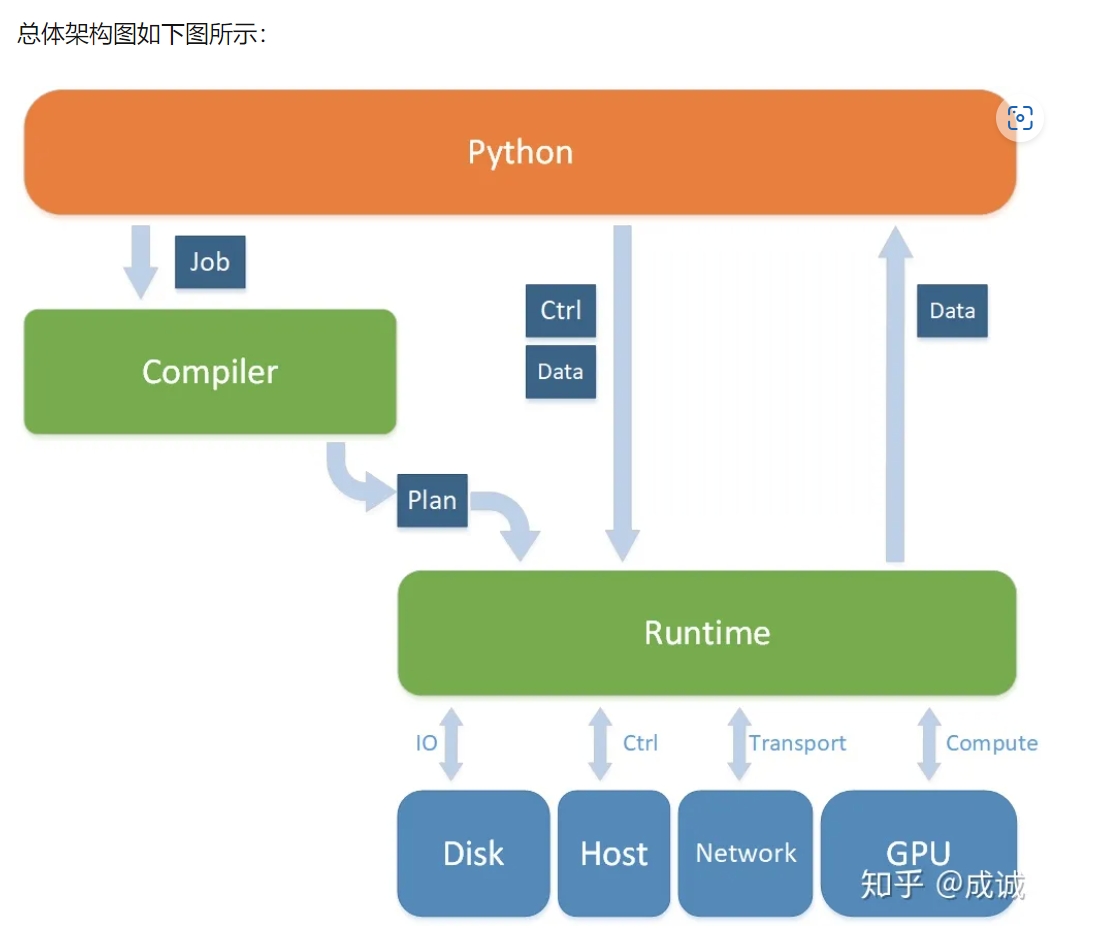 总体架构图如下图所示：
Python
Job
Ctrl
Data
Data
Compiler
Plan
Runtime
IO
Ctrl
Transport
Compute
Disk
Host
Network
GPU
知乎 @成诚